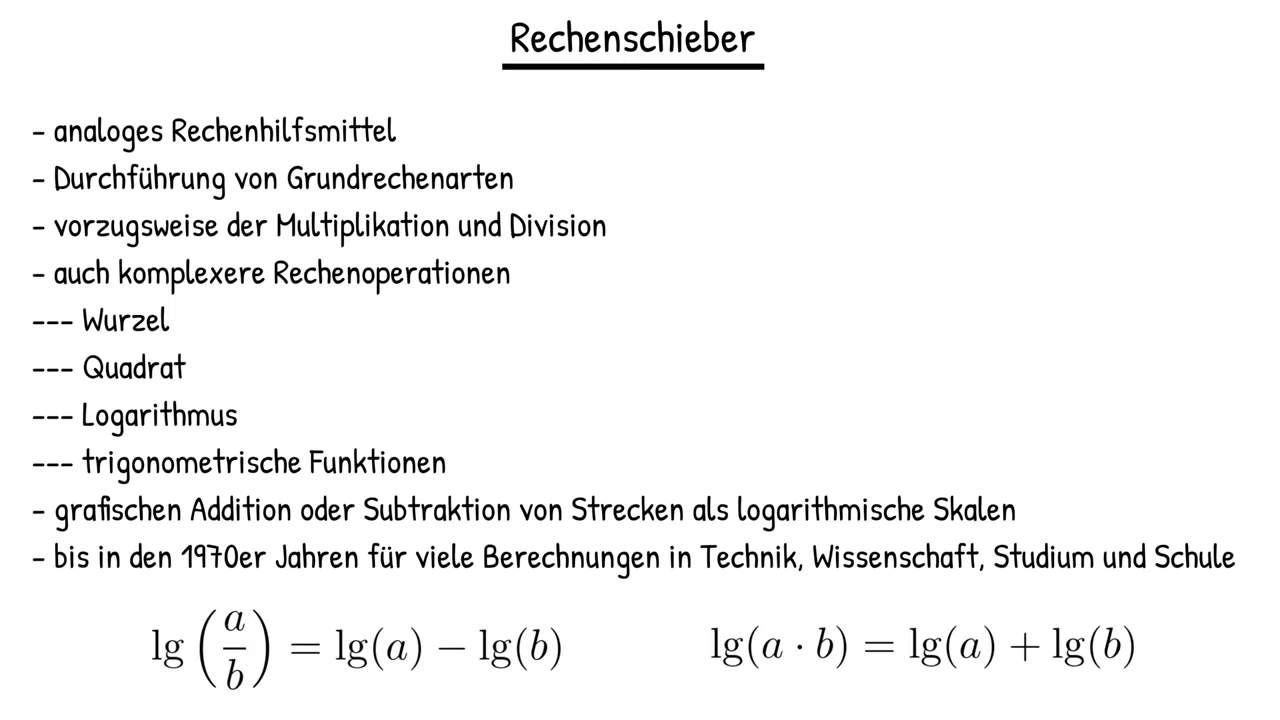 Rechenschieber
- analoges Rechenhilfsmittel
- Durchführung von Grundrechenarten
- vorzugsweise der Multiplikation und Division
- auch komplexere Rechenoperationen
--- Wurzel
--- Quadrat
--- Logarithmus
--- trigonometrische Funktionen
- grafischen Addition oder Subtraktion von Strecken als logarithmische Skalen
- bis in den 1970er Jahren für viele Berechnungen in Technik, Wissenschaft, Studium und Schule
lg(a/b) = lg(a) − lg(b)
lg(a · b) = lg(a) + lg(b)